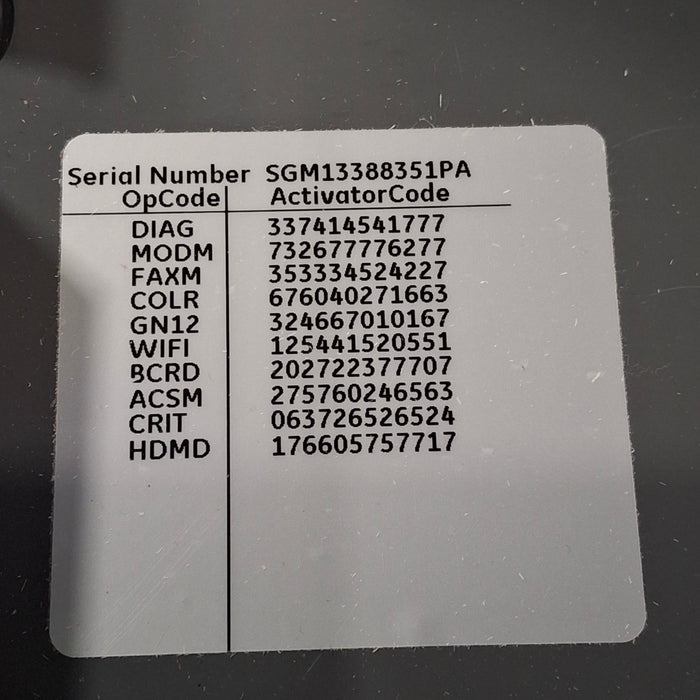 Serial Number SGM13388351PA
OpCode ActivatorCode
DIAG 337414541777
MODM 732677776277
FAXM 353334524227
COLR 676040271663
GN12 324667010167
WIFI 125441520551
BCRD 202722377707
ACSM 275760246563
CRIT 063726526524
HDMD 176605757717